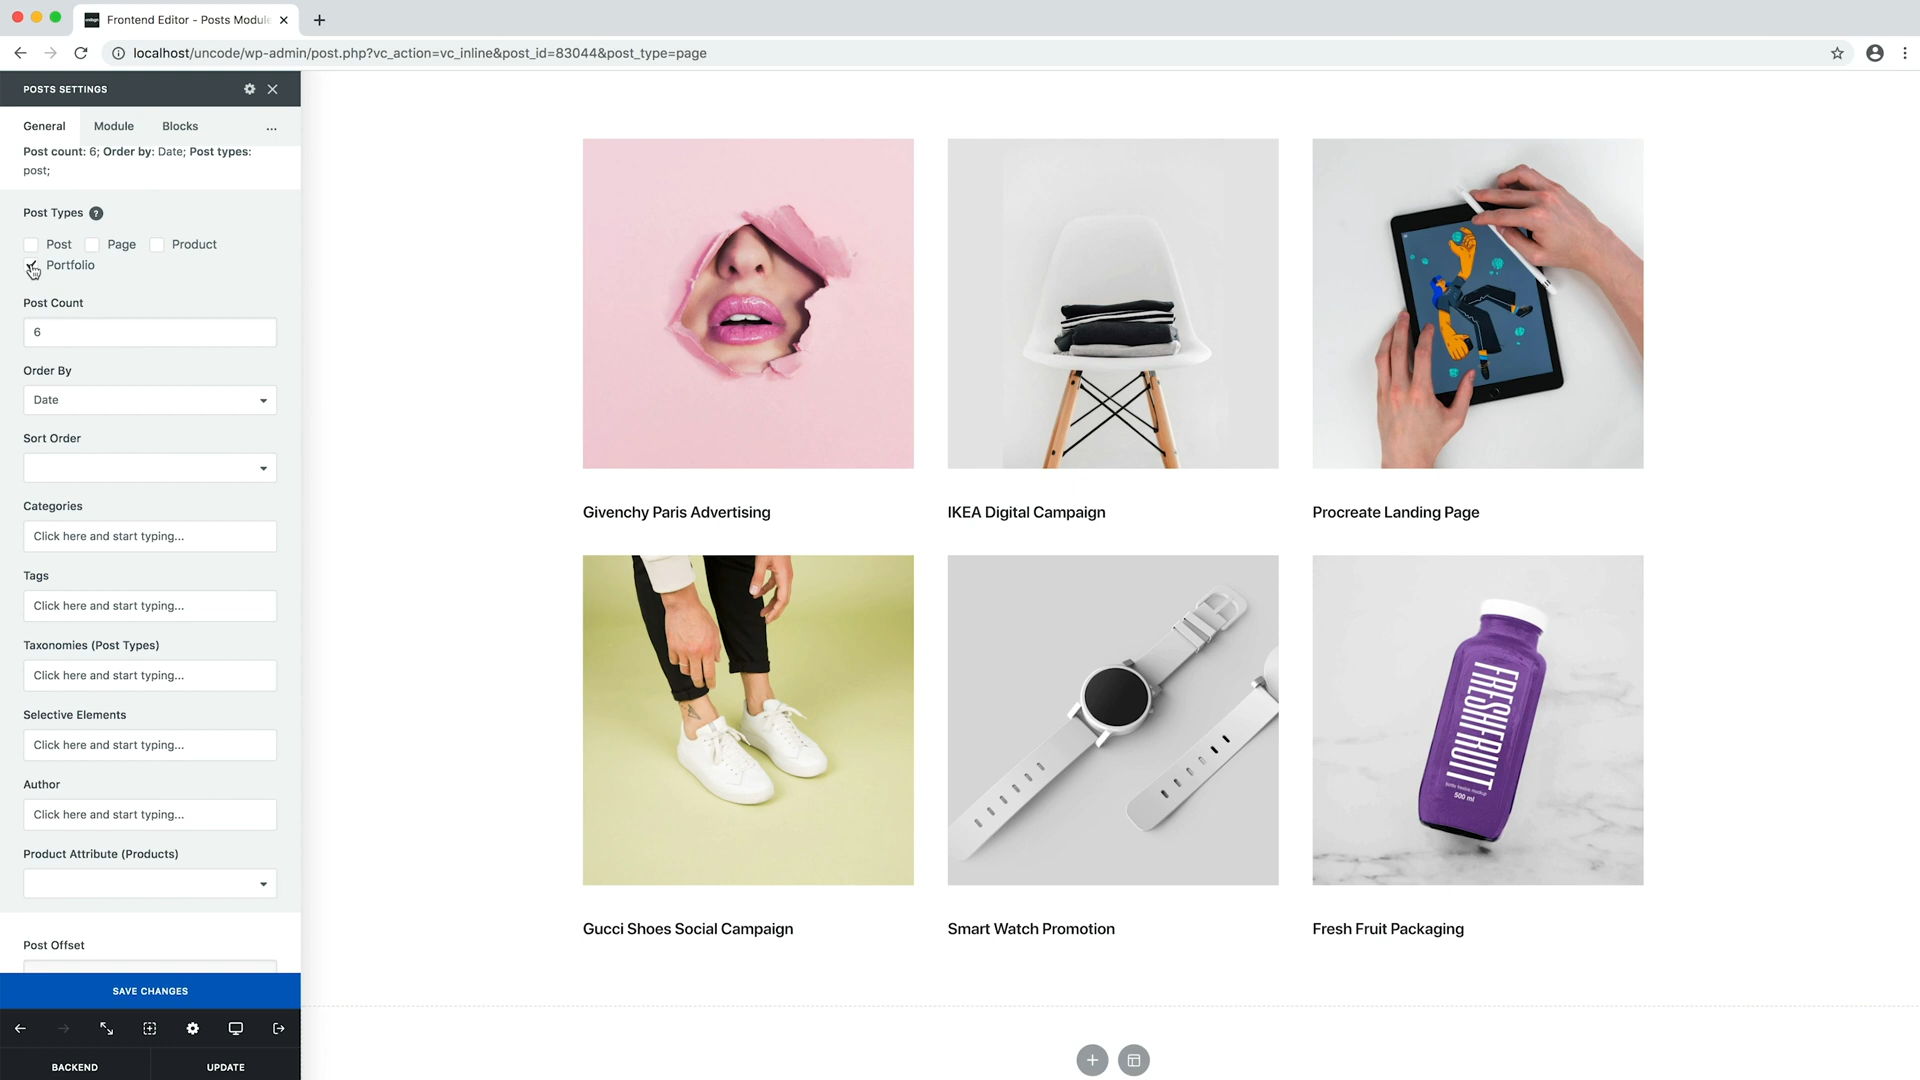 Frontend Editor - Posts Module
localhost/uncode/wp-admin/post.php?vc_action=vc_inline&post_id=83044&post_type=page
POSTS SETTINGS
General Module Blocks ...
Post count: 6; Order by: Date; Post types:
post;
Post Types ?
Post Page Product
Portfolio
Post Count
6
Order By
Date
Sort Order
Categories
Click here and start typing...
Tags
Click here and start typing...
Taxonomies (Post Types)
Click here and start typing...
Selective Elements
Click here and start typing...
Author
Click here and start typing...
Product Attribute (Products)
Post Offset
SAVE CHANGES
BACKEND UPDATE
Givenchy Paris Advertising
IKEA Digital Campaign
Procreate Landing Page
FRESHFRUIT
500 ml
Gucci Shoes Social Campaign
Smart Watch Promotion
Fresh Fruit Packaging